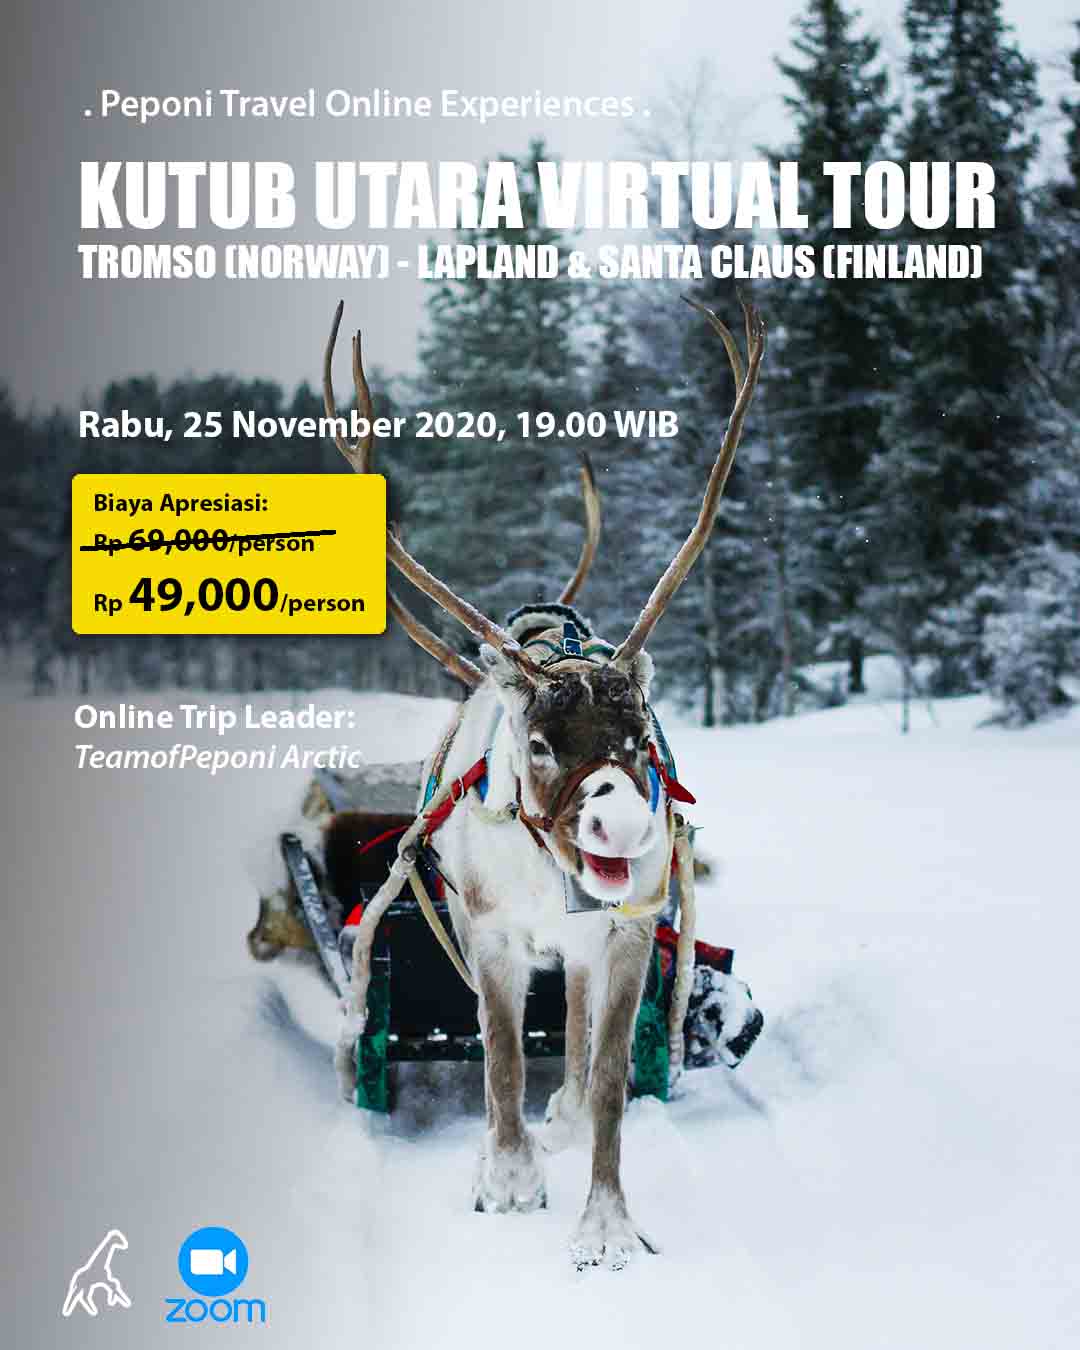 . Peponi Travel Online Experiences .
KUTUB UTARA VIRTUAL TOUR
TROMSO (NORWAY) - LAPLAND & SANTA CLAUS (FINLAND)
Rabu, 25 November 2020, 19.00 WIB
Biaya Apresiasi:
Rp 69,000/person
Rp 49,000/person
Online Trip Leader:
TeamofPeponi Arctic
zoom